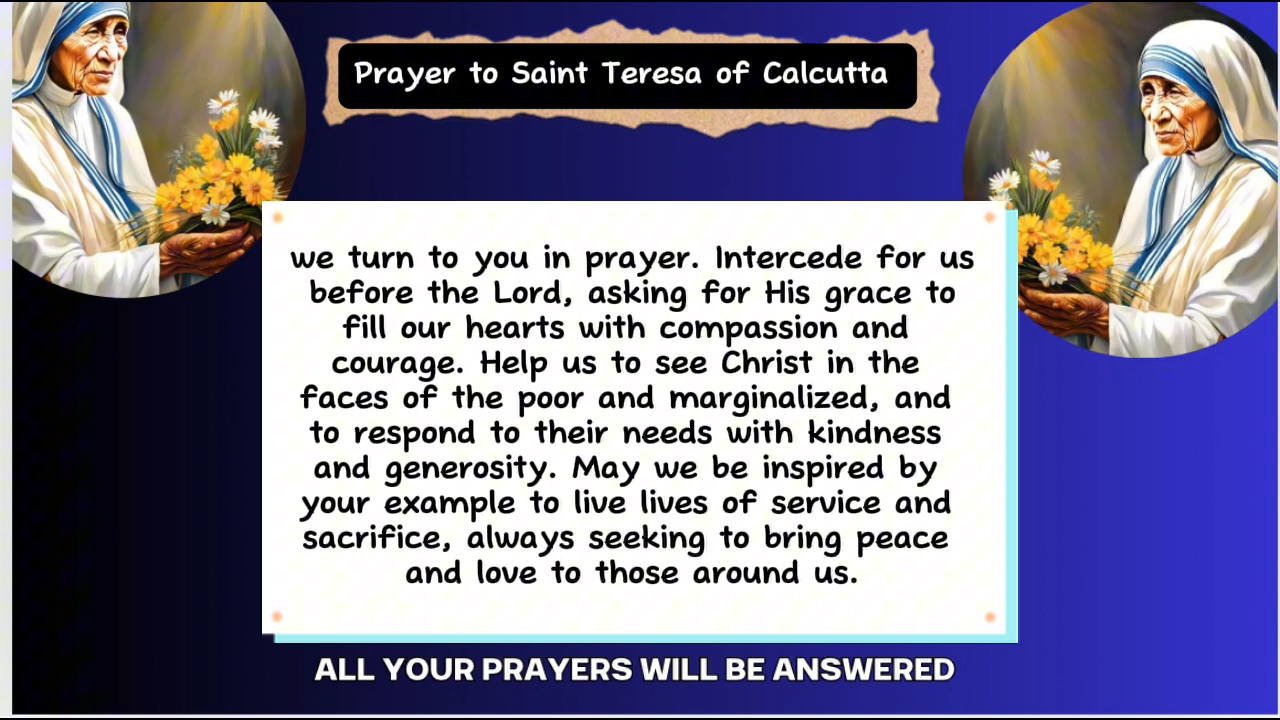 Prayer to Saint Teresa of Calcutta
we turn to you in prayer. Intercede for us
before the Lord, asking for His grace to
fill our hearts with compassion and
courage. Help us to see Christ in the
faces of the poor and marginalized, and
to respond to their needs with kindness
and generosity. May we be inspired by
your example to live lives of service and
sacrifice, always seeking to bring peace
and love to those around us.
ALL YOUR PRAYERS WILL BE ANSWERED